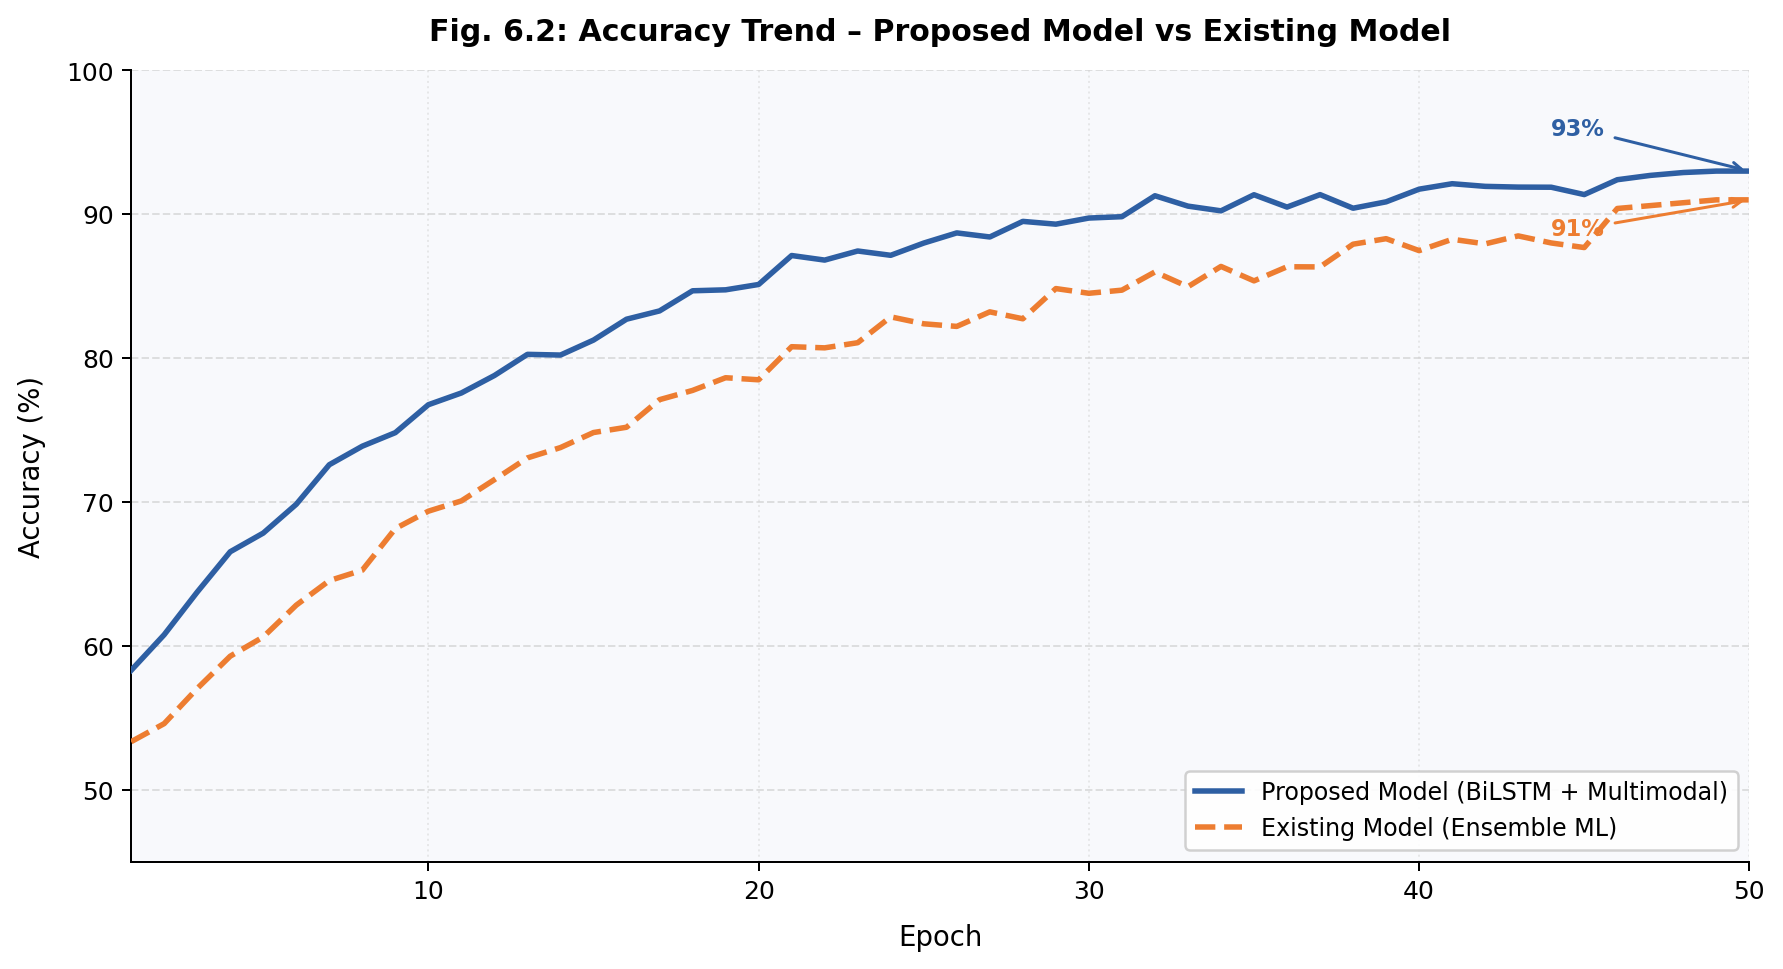 Fig. 6.2: Accuracy Trend – Proposed Model vs Existing Model
100
90
80
70
60
50
Accuracy (%)
93%
91%
Proposed Model (BiLSTM + Multimodal)
Existing Model (Ensemble ML)
10
20
30
40
50
Epoch